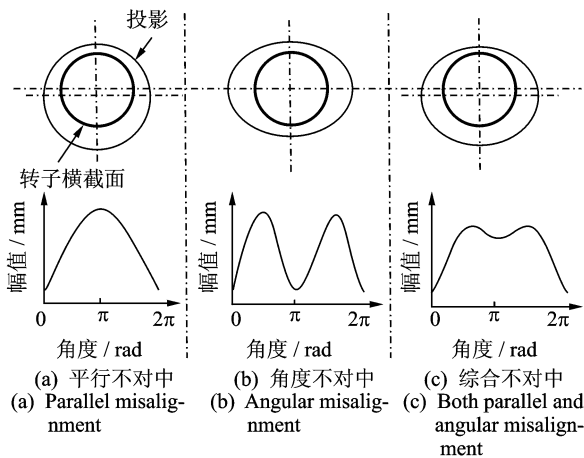 投影
转子横截面
幅值 / mm
0
π
2π
角度 / rad
(a) 平行不对中
(a) Parallel misalig-
nment
幅值 / mm
0
π
2π
角度 / rad
(b) 角度不对中
(b) Angular misalig-
nment
幅值 / mm
0
π
2π
角度 / rad
(c) 综合不对中
(c) Both parallel and
angular misalign-
ment